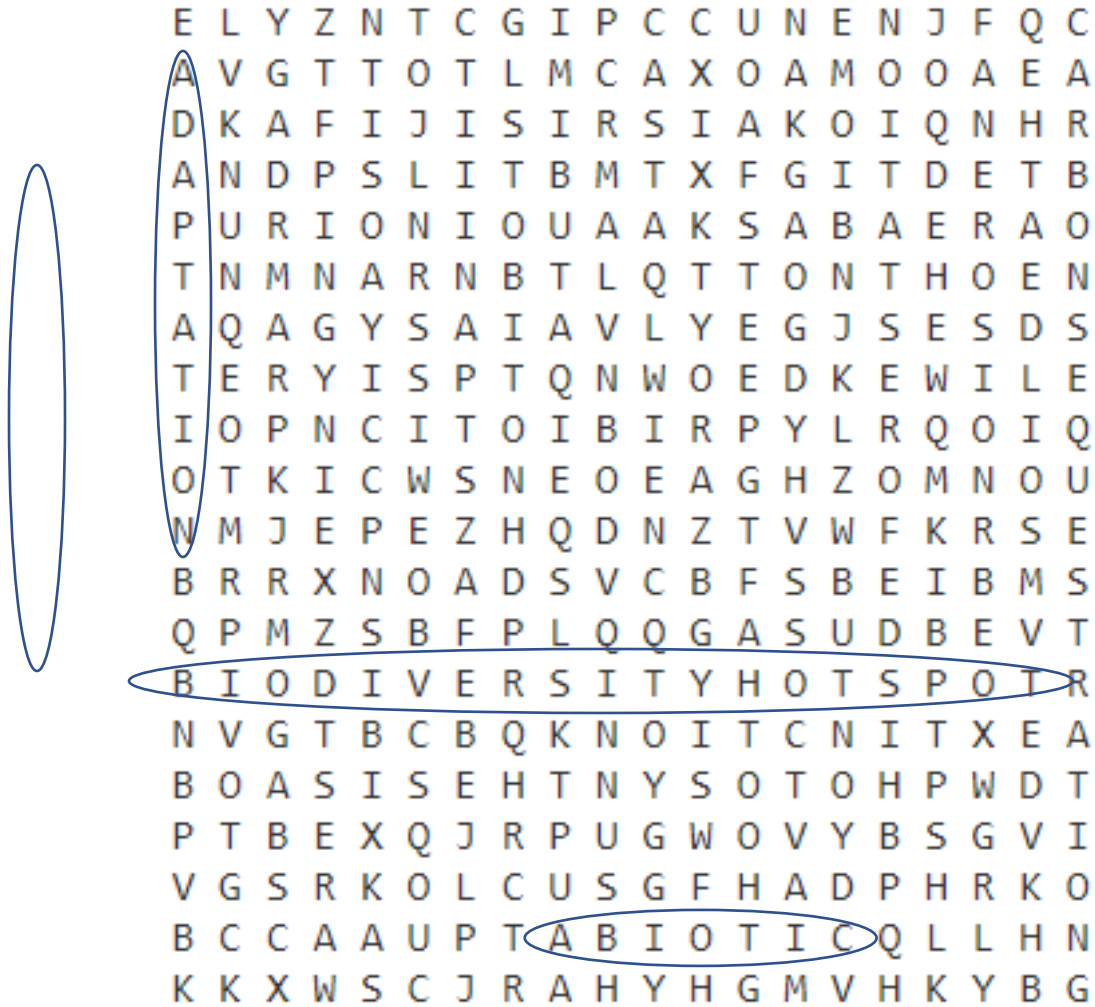 E L Y Z N T C G I P C C U N E N J F Q C
A V G T T O T L M C A X O A M O O A E A
D K A F I J I S I R S I A K O I Q N H R
A N D P S L I T B M T X F G I T D E T B
P U R I O N I O U A A K S A B A E R A O
T N M N A R N B T L Q T T O N T H O E N
A Q A G Y S A I A V L Y E G J S E S D S
T E R Y I S P T Q N W O E D K E W I L E
I O P N C I T O I B I R P Y L R Q O I Q
O T K I C W S N E O E A G H Z O M N O U
N M J E P E Z H Q D N Z T V W F K R S E
B R R X N O A D S V C B F S B E I B M S
Q P M Z S B F P L Q Q G A S U D B E V T
B I O D I V E R S I T Y H O T S P O T R
N V G T B C B Q K N O I T C N I T X E A
B O A S I S E H T N Y S O T O H P W D T
P T B E X Q J R P U G W O V Y B S G V I
V G S R K O L C U S G F H A D P H R K O
B C C A A U P T A B I O T I C Q L L H N
K K X W S C J R A H Y H G M V H K Y B G